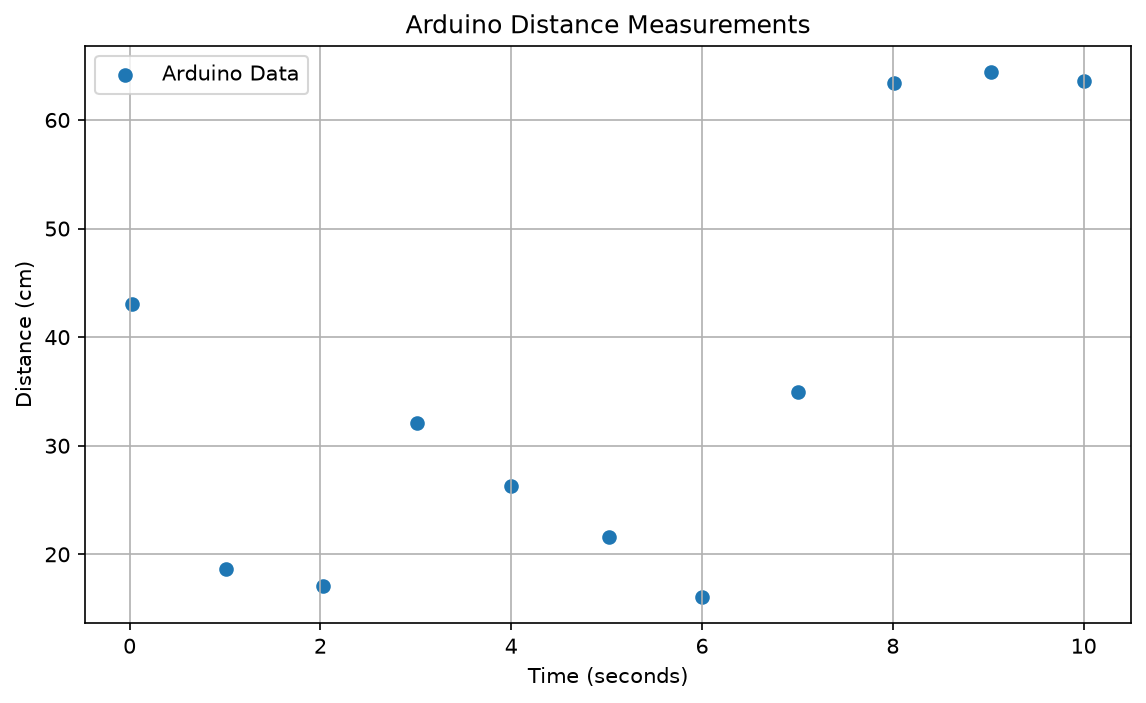 Arduino Distance Measurements
Arduino Data
60
50
40
30
20
Distance (cm)
0 2 4 6 8 10
Time (seconds)